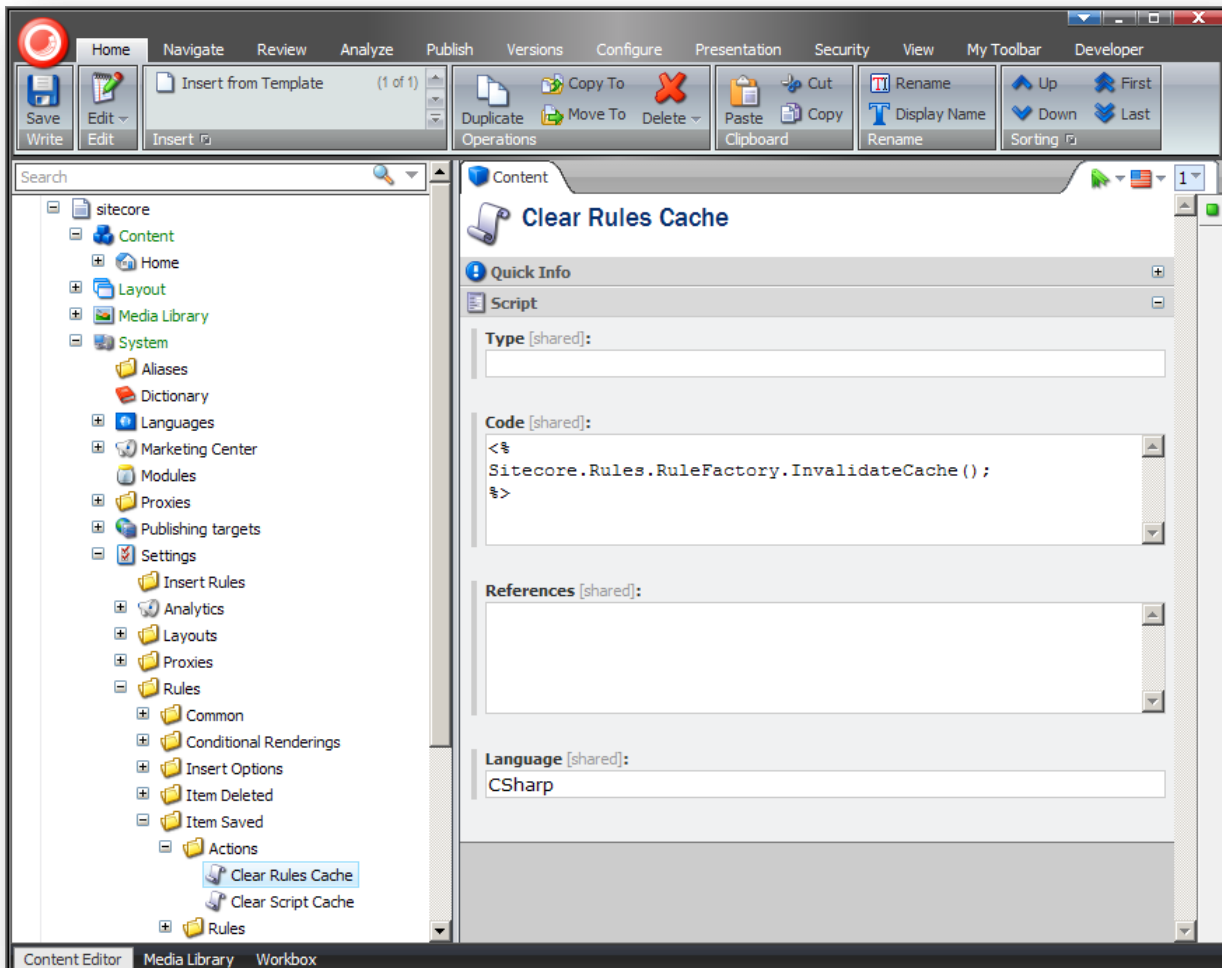 Home Navigate Review Analyze Publish Versions Configure Presentation Security View My Toolbar Developer
Save
Write
Edit
Edit
Insert from Template (1 of 1)
Insert
Duplicate
Copy To
Move To
Delete
Operations
Paste
Cut
Copy
Clipboard
Rename
Display Name
Rename
Up
Down
First
Last
Sorting
Search
sitecore
Content
Home
Layout
Media Library
System
Aliases
Dictionary
Languages
Marketing Center
Modules
Proxies
Publishing targets
Settings
Insert Rules
Analytics
Layouts
Proxies
Rules
Common
Conditional Renderings
Insert Options
Item Deleted
Item Saved
Actions
Clear Rules Cache
Clear Script Cache
Rules
Content
1
Clear Rules Cache
Quick Info
Script
Type [shared]:
Code [shared]:
<%
Sitecore.Rules.RuleFactory.InvalidateCache();
%>
References [shared]:
Language [shared]:
CSharp
Content Editor Media Library Workbox